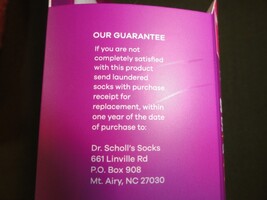 OUR GUARANTEE
If you are not
completely satisfied
with this product
send laundered
socks with purchase
receipt for
replacement, within
one year of the date
of purchase to:
Dr. Scholl's Socks
661 Linville Rd
P.O. Box 908
Mt. Airy, NC 27030